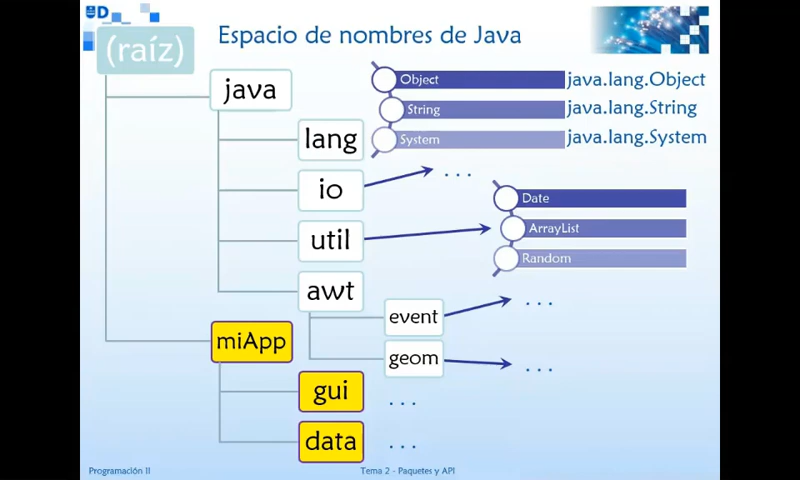 D
Espacio de nombres de Java
(raíz)
java
Object
java.lang.Object
String
java.lang.String
lang
System
java.lang.System
io
. . .
Date
util
ArrayList
Random
awt
event
. . .
miApp
geom
. . .
gui
. . .
data
. . .
Programación II
Tema 2 - Paquetes y API